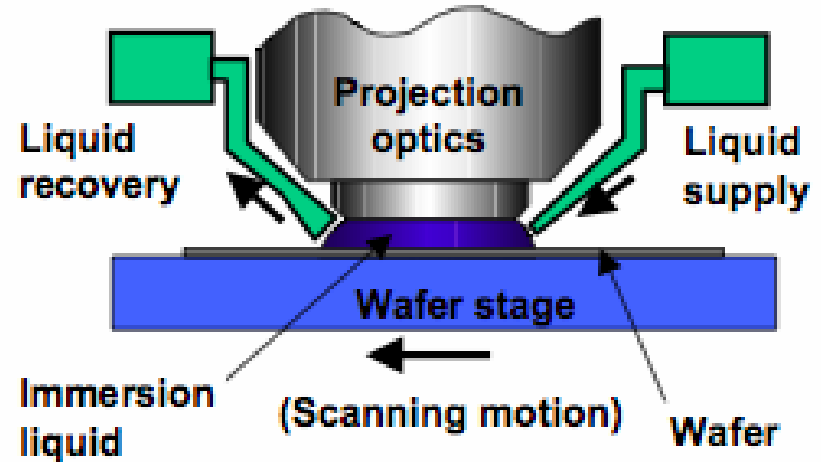 Projection
optics
Liquid
recovery
Liquid
supply
Wafer stage
Immersion
liquid
(Scanning motion)
Wafer